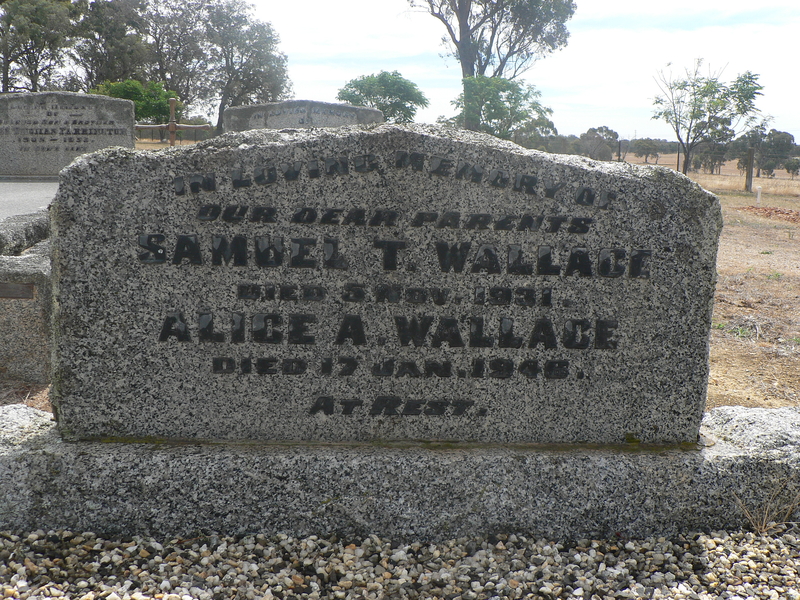 IN LOVING MEMORY OF
OUR DEAR PARENTS
SAMUEL T. WALLACE
DIED 5 NOV. 1931.
ALICE A. WALLACE
DIED 17 JAN. 1946.
AT REST.